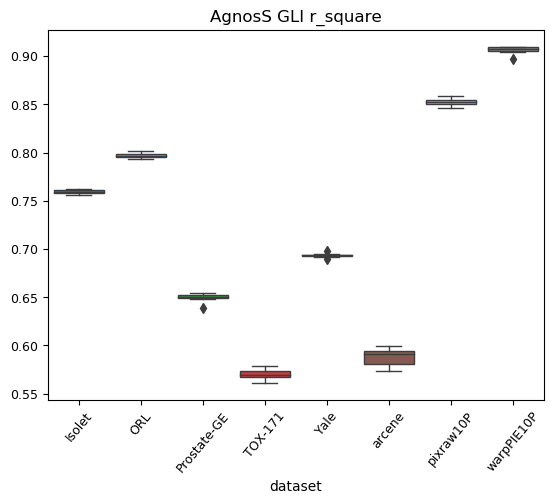 AgnosS GLI r_square
0.90
0.85
0.80
0.75
0.70
0.65
0.60
0.55
Isolet
ORL
Prostate-GE
TOX-171
Yale
arcene
pixraw10P
warpPIE10P
dataset